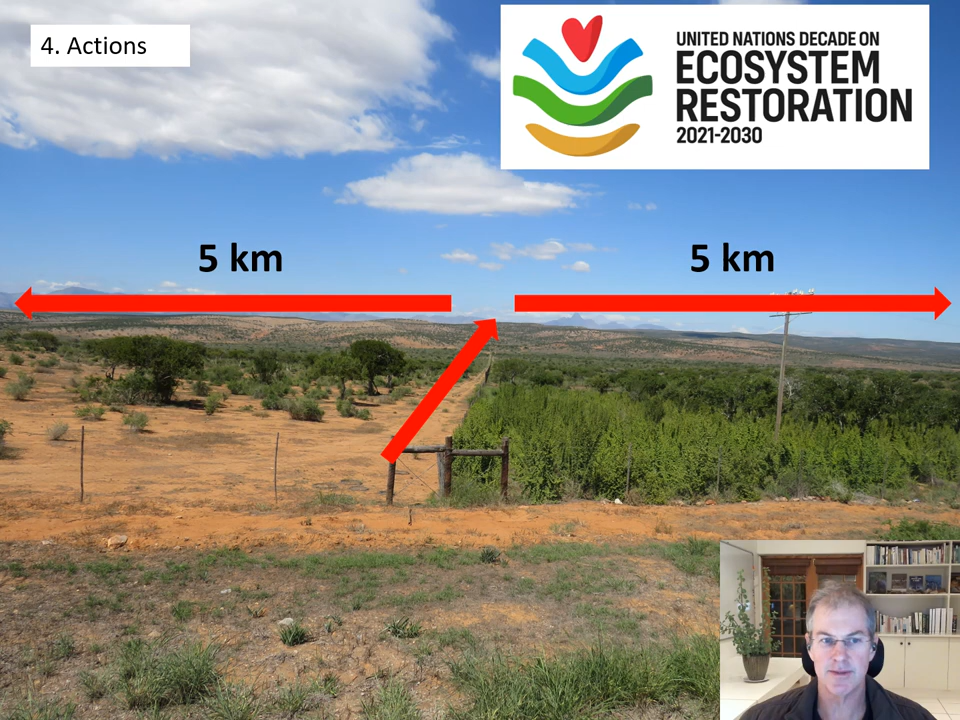 4. Actions
UNITED NATIONS DECADE ON
ECOSYSTEM
RESTORATION
2021-2030
5 km
5 km